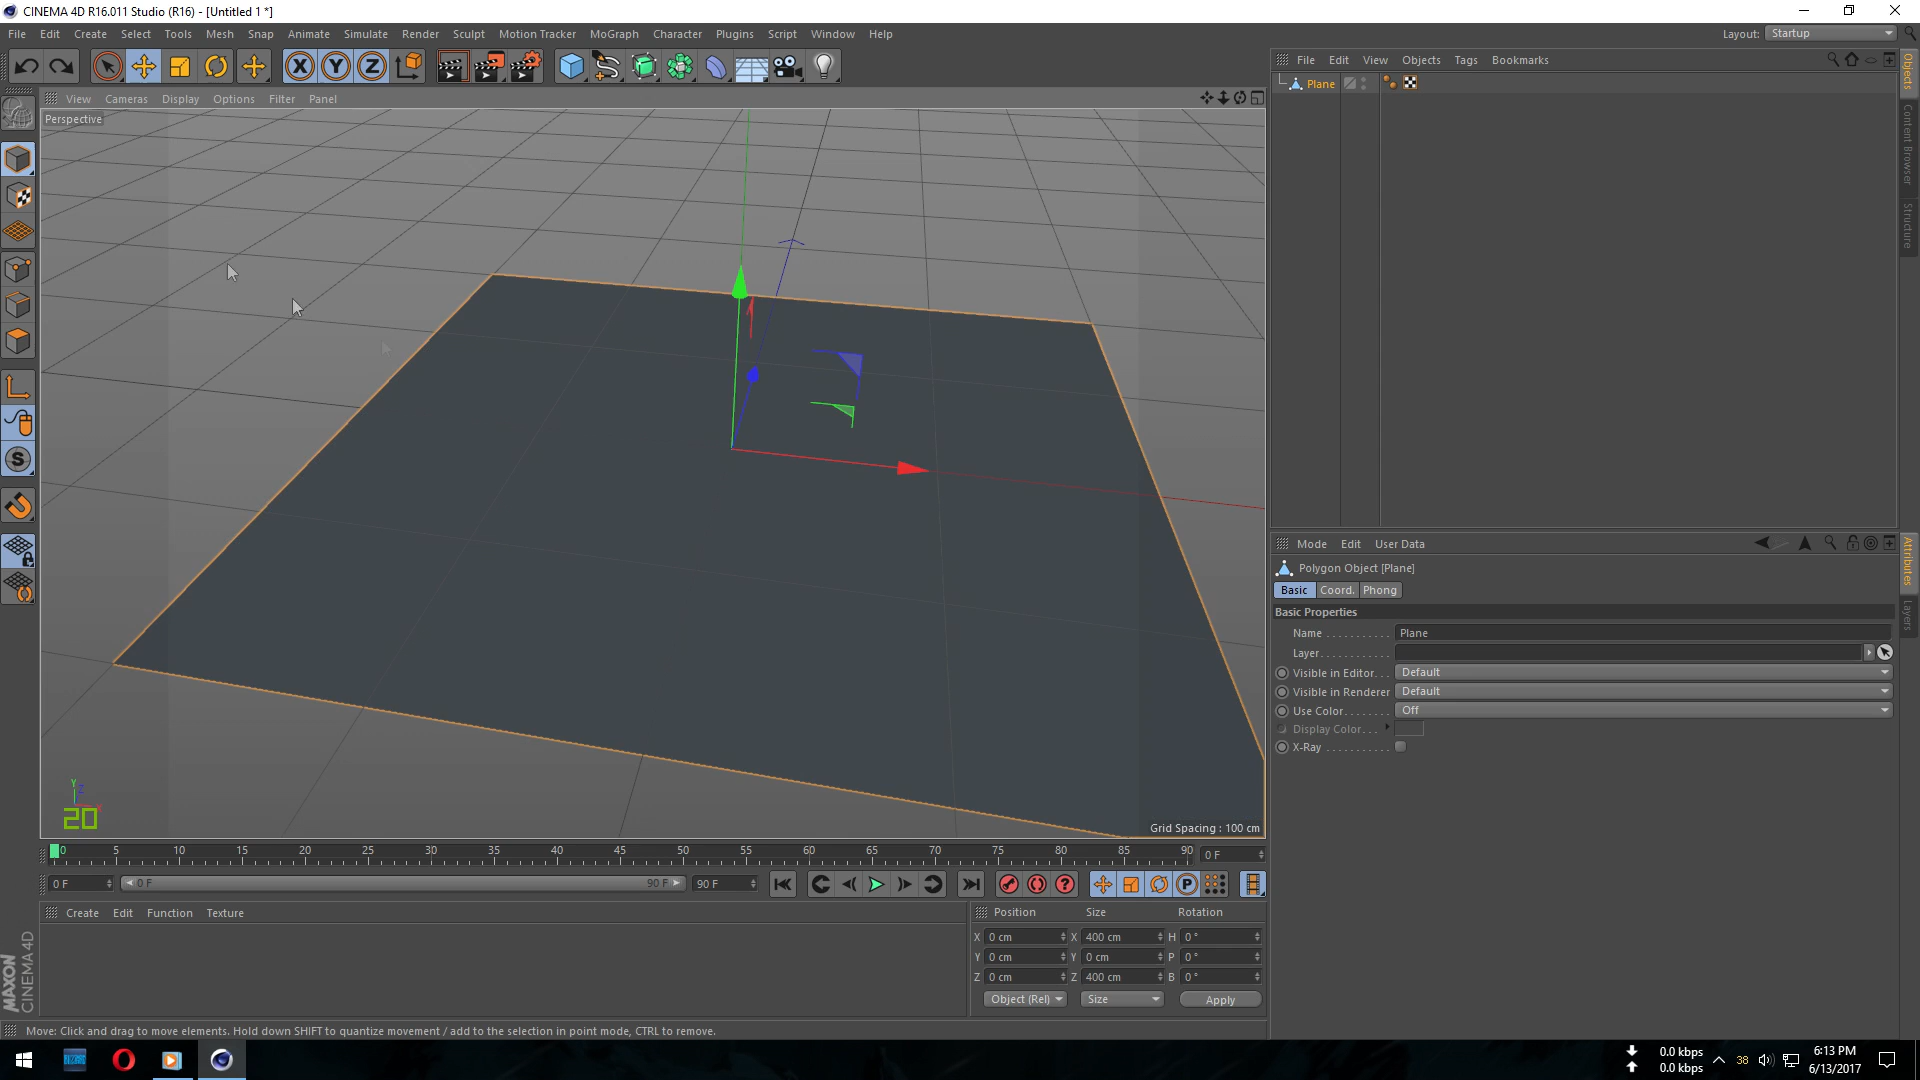 CINEMA 4D R16.011 Studio (R16) - [Untitled 1 *]
File Edit Create Select Tools Mesh Snap Animate Simulate Render Sculpt Motion Tracker MoGraph Character Plugins Script Window Help
Layout: Startup
X Y Z
File Edit View Objects Tags Bookmarks
Plane
View Cameras Display Options Filter Panel
Perspective
Objects
Content Browser
Structure
S
Y
20
Grid Spacing : 100 cm
Mode Edit User Data
Polygon Object [Plane]
Basic Coord. Phong
Basic Properties
Name . . . . . . . . . . . Plane
Layer. . . . . . . . . . . .
Visible in Editor. . . Default
Visible in Renderer Default
Use Color. . . . . . . . Off
Display Color. . .
X-Ray . . . . . . . . . . .
Attributes
Layers
0 5 10 15 20 25 30 35 40 45 50 55 60 65 70 75 80 85 90 0 F
0 F 0 F 90 F 90 F ? P
Create Edit Function Texture
Position Size Rotation
X 0 cm X 400 cm H 0 °
Y 0 cm Y 0 cm P 0 °
Z 0 cm Z 400 cm B 0 °
Object (Rel) Size Apply
MAXON
CINEMA 4D
Move: Click and drag to move elements. Hold down SHIFT to quantize movement / add to the selection in point mode, CTRL to remove.
0.0 kbps
0.0 kbps
38
6:13 PM
6/13/2017